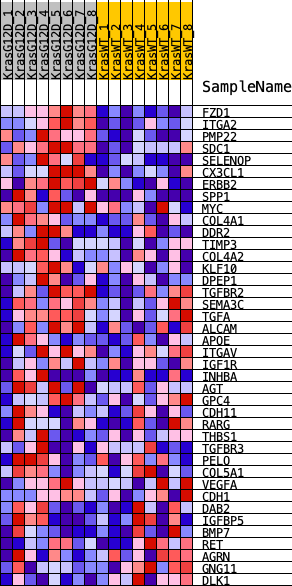 KrasG12D_1
KrasG12D_2
KrasG12D_3
KrasG12D_4
KrasG12D_5
KrasG12D_6
KrasG12D_7
KrasG12D_8
KrasWT_1
KrasWT_2
KrasWT_3
KrasWT_4
KrasWT_5
KrasWT_6
KrasWT_7
KrasWT_8
SampleName
FZD1
ITGA2
PMP22
SDC1
SELENOP
CX3CL1
ERBB2
SPP1
MYC
COL4A1
DDR2
TIMP3
COL4A2
KLF10
DPEP1
TGFBR2
SEMA3C
TGFA
ALCAM
APOE
ITGAV
IGF1R
INHBA
AGT
GPC4
CDH11
RARG
THBS1
TGFBR3
PELO
COL5A1
VEGFA
CDH1
DAB2
IGFBP5
BMP7
RET
AGRN
GNG11
DLK1